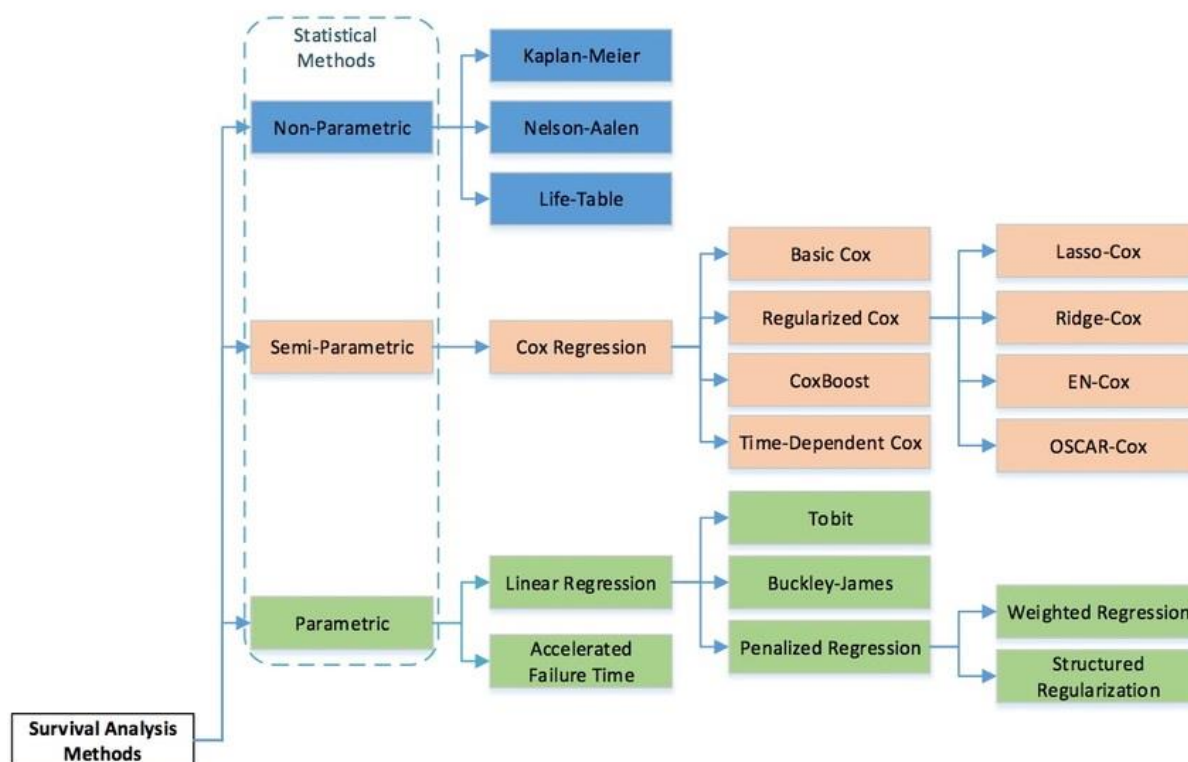 Statistical
Methods
Non-Parametric
Kaplan-Meier
Nelson-Aalen
Life-Table
Semi-Parametric
Cox Regression
Basic Cox
Regularized Cox
CoxBoost
Time-Dependent Cox
Lasso-Cox
Ridge-Cox
EN-Cox
OSCAR-Cox
Parametric
Linear Regression
Accelerated
Failure Time
Tobit
Buckley-James
Penalized Regression
Weighted Regression
Structured
Regularization
Survival Analysis
Methods